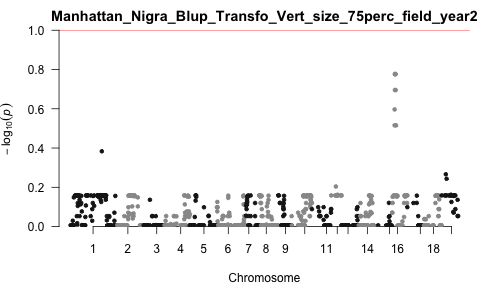 Manhattan_Nigra_Blup_Transfo_Vert_size_75perc_field_year2
1.0
0.8
0.6
0.4
0.2
0.0
− log₁₀(p)
1 2 3 4 5 6 7 8 9 11 14 16 18
Chromosome